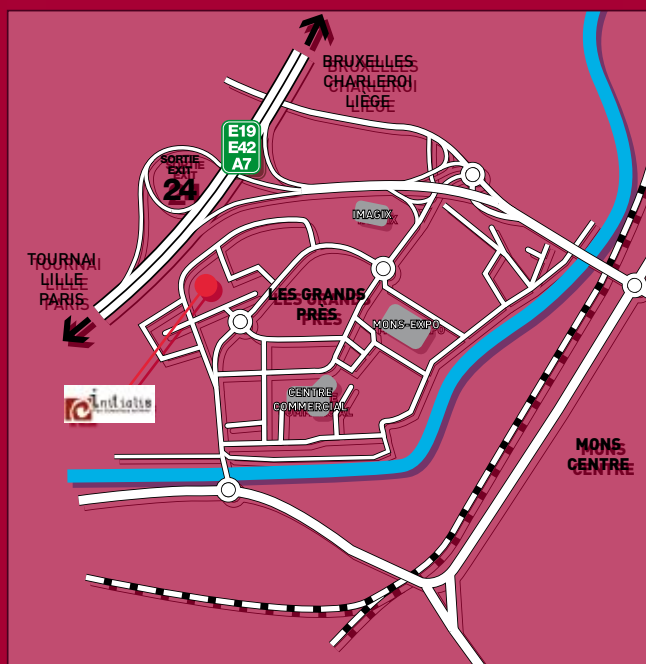 BRUXELLES
CHARLEROI
LIEGE
E19
E42
A7
SORTIE
EXIT
24
IMAGIX
TOURNAI
LILLE
PARIS
LES GRANDS
PRES
MONS-EXPO
CENTRE
COMMERCIAL
Initialis
MONS
CENTRE